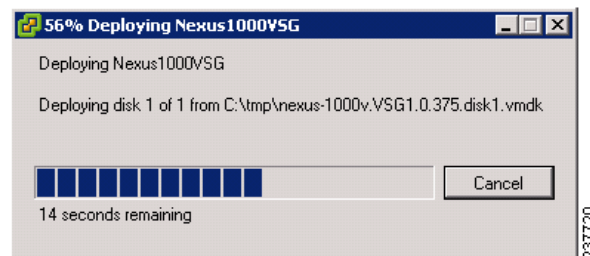 56% Deploying Nexus1000VSG
Deploying Nexus1000VSG
Deploying disk 1 of 1 from C:\tmp\nexus-1000v.VSG1.0.375.disk1.vmdk
Cancel
14 seconds remaining
237720